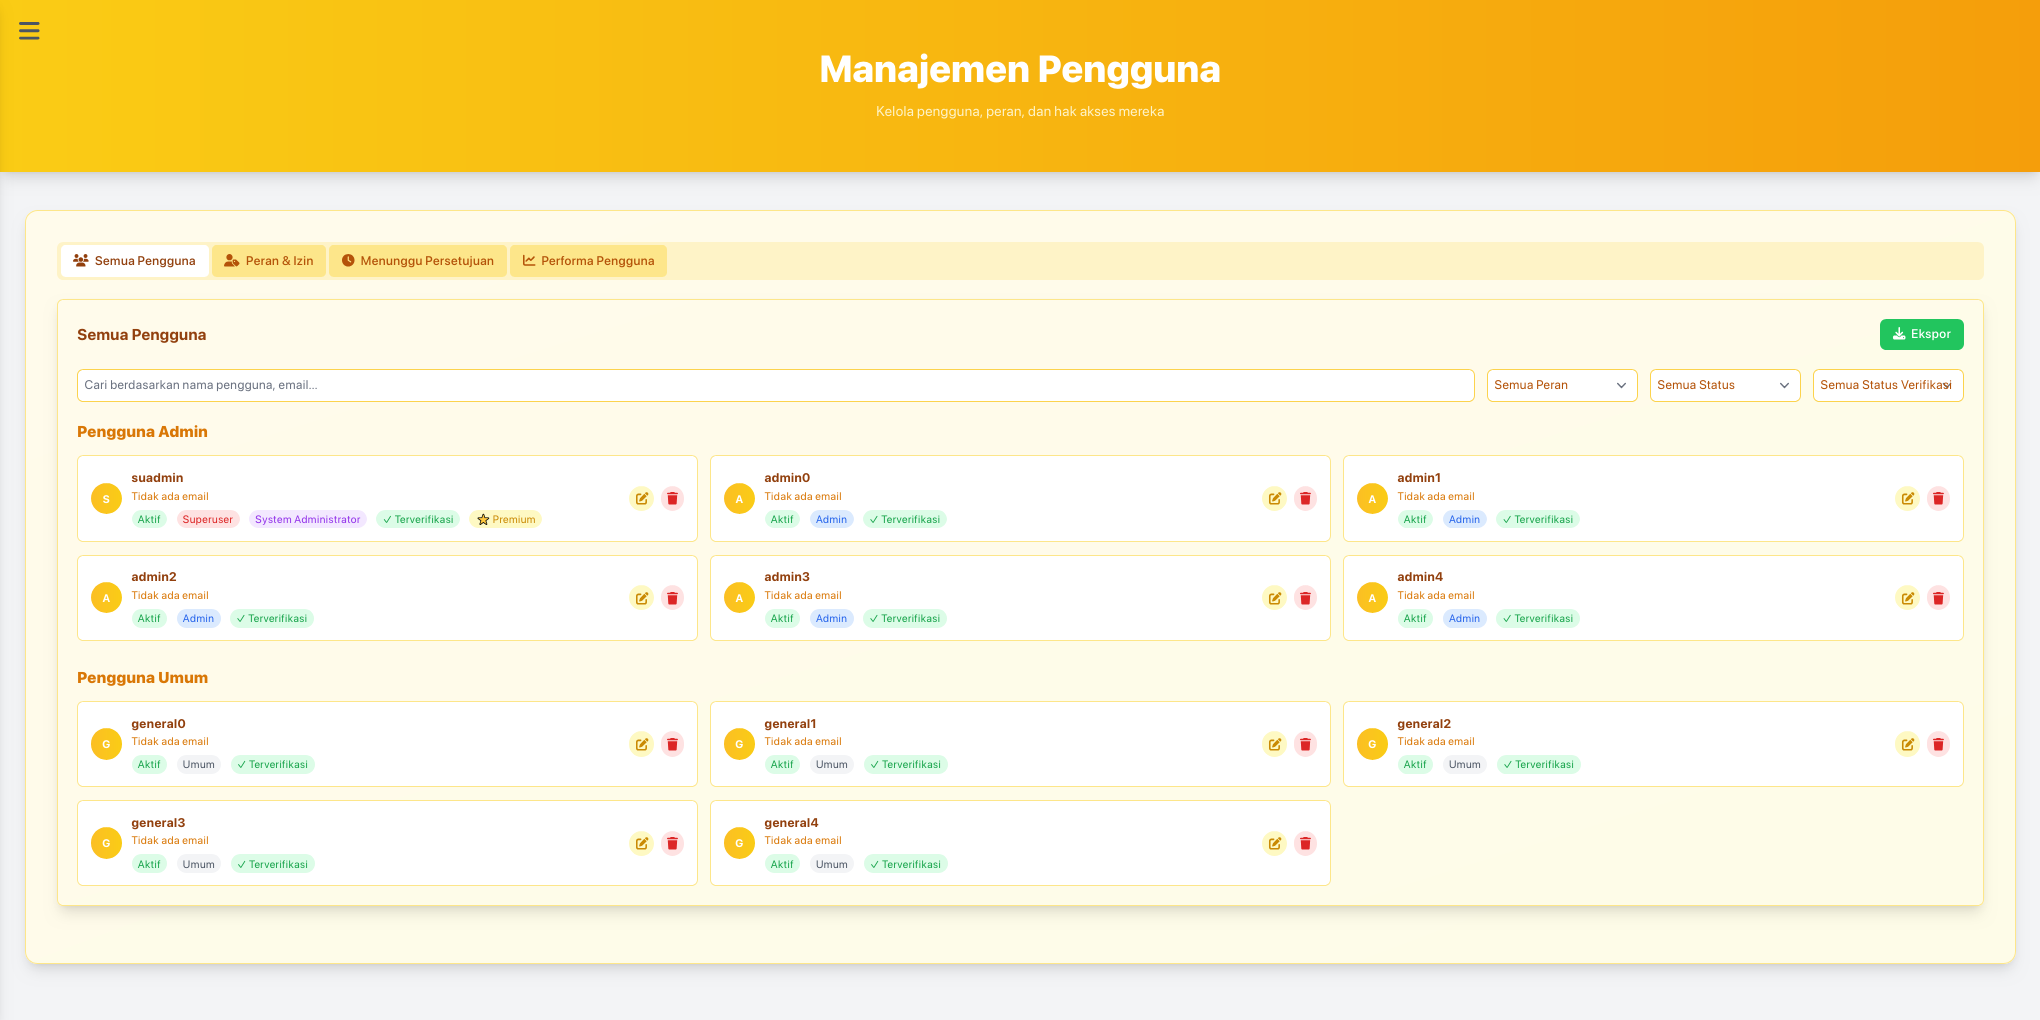 Manajemen Pengguna
Kelola pengguna, peran, dan hak akses mereka
Semua Pengguna
Peran & Izin
Menunggu Persetujuan
Performa Pengguna
Semua Pengguna
Ekspor
Cari berdasarkan nama pengguna, email...
Semua Peran
Semua Status
Semua Status Verifikasi
Pengguna Admin
S
suadmin
Tidak ada email
Aktif Superuser System Administrator ✓ Terverifikasi Premium
A
admin0
Tidak ada email
Aktif Admin ✓ Terverifikasi
A
admin1
Tidak ada email
Aktif Admin ✓ Terverifikasi
A
admin2
Tidak ada email
Aktif Admin ✓ Terverifikasi
A
admin3
Tidak ada email
Aktif Admin ✓ Terverifikasi
A
admin4
Tidak ada email
Aktif Admin ✓ Terverifikasi
Pengguna Umum
G
general0
Tidak ada email
Aktif Umum ✓ Terverifikasi
G
general1
Tidak ada email
Aktif Umum ✓ Terverifikasi
G
general2
Tidak ada email
Aktif Umum ✓ Terverifikasi
G
general3
Tidak ada email
Aktif Umum ✓ Terverifikasi
G
general4
Tidak ada email
Aktif Umum ✓ Terverifikasi